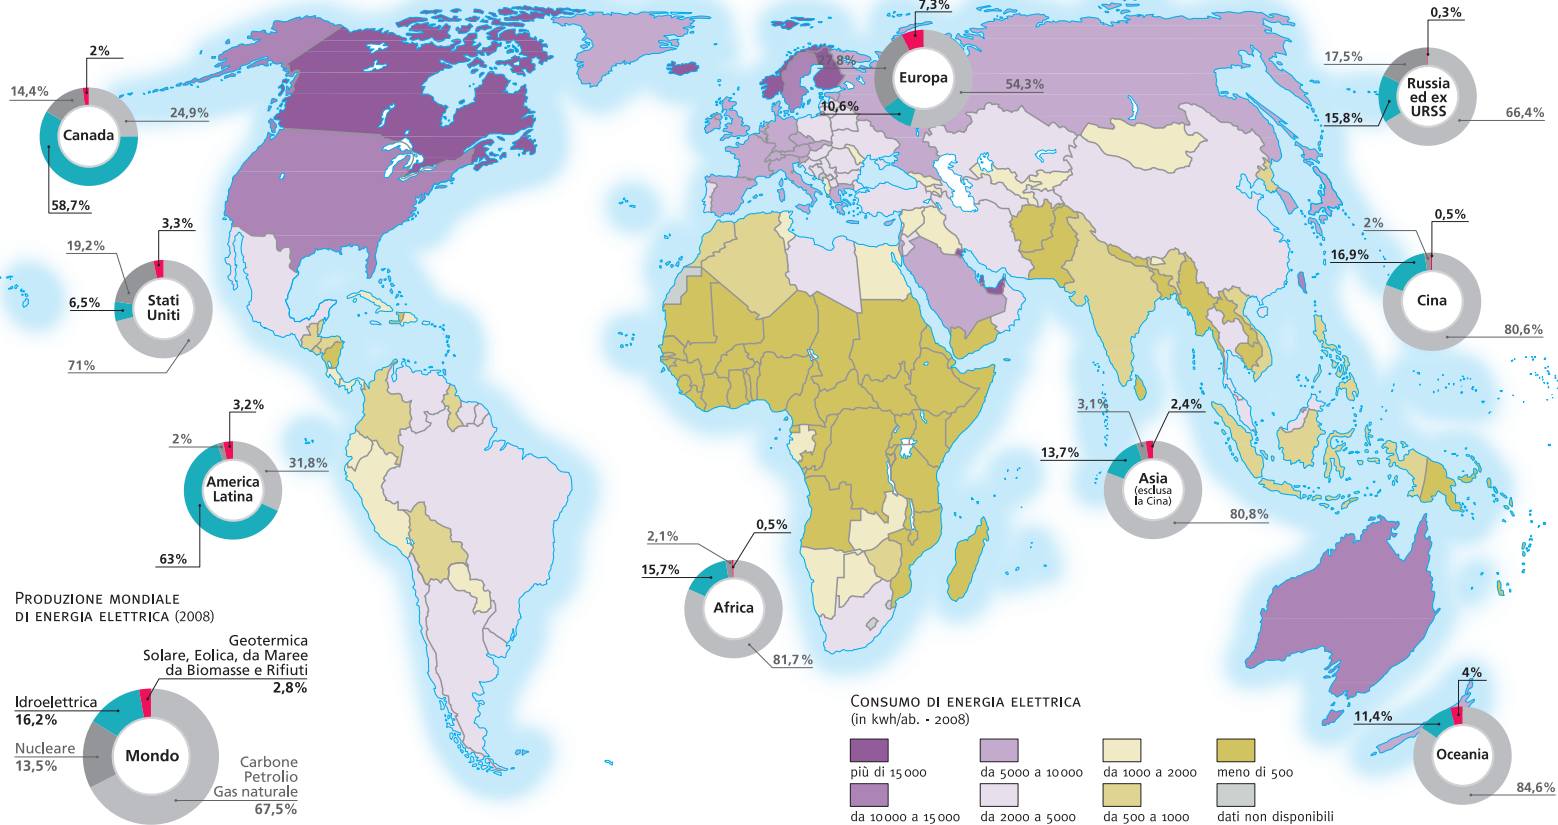 2%
14,4%
24,9%
Canada
58,7%
3,3%
19,2%
6,5%
Stati
Uniti
71%
3,2%
2%
31,8%
America
Latina
63%
7,3%
27,8%
Europa
54,3%
10,6%
0,3%
17,5%
Russia
ed ex
URSS
15,8%
66,4%
0,5%
2%
16,9%
Cina
80,6%
3,1%
2,4%
13,7%
Asia
(esclusa
la Cina)
80,8%
0,5%
2,1%
15,7%
Africa
81,7%
4%
11,4%
Oceania
84,6%
PRODUZIONE MONDIALE
DI ENERGIA ELETTRICA (2008)
Geotermica
Solare, Eolica, da Maree
da Biomasse e Rifiuti
2,8%
Idroelettrica
16,2%
Nucleare
13,5%
Mondo
Carbone
Petrolio
Gas naturale
67,5%
CONSUMO DI ENERGIA ELETTRICA
(in kwh/ab. - 2008)
più di 15 000
da 5000 a 10 000
da 1000 a 2000
meno di 500
da 10 000 a 15 000
da 2000 a 5000
da 500 a 1000
dati non disponibili